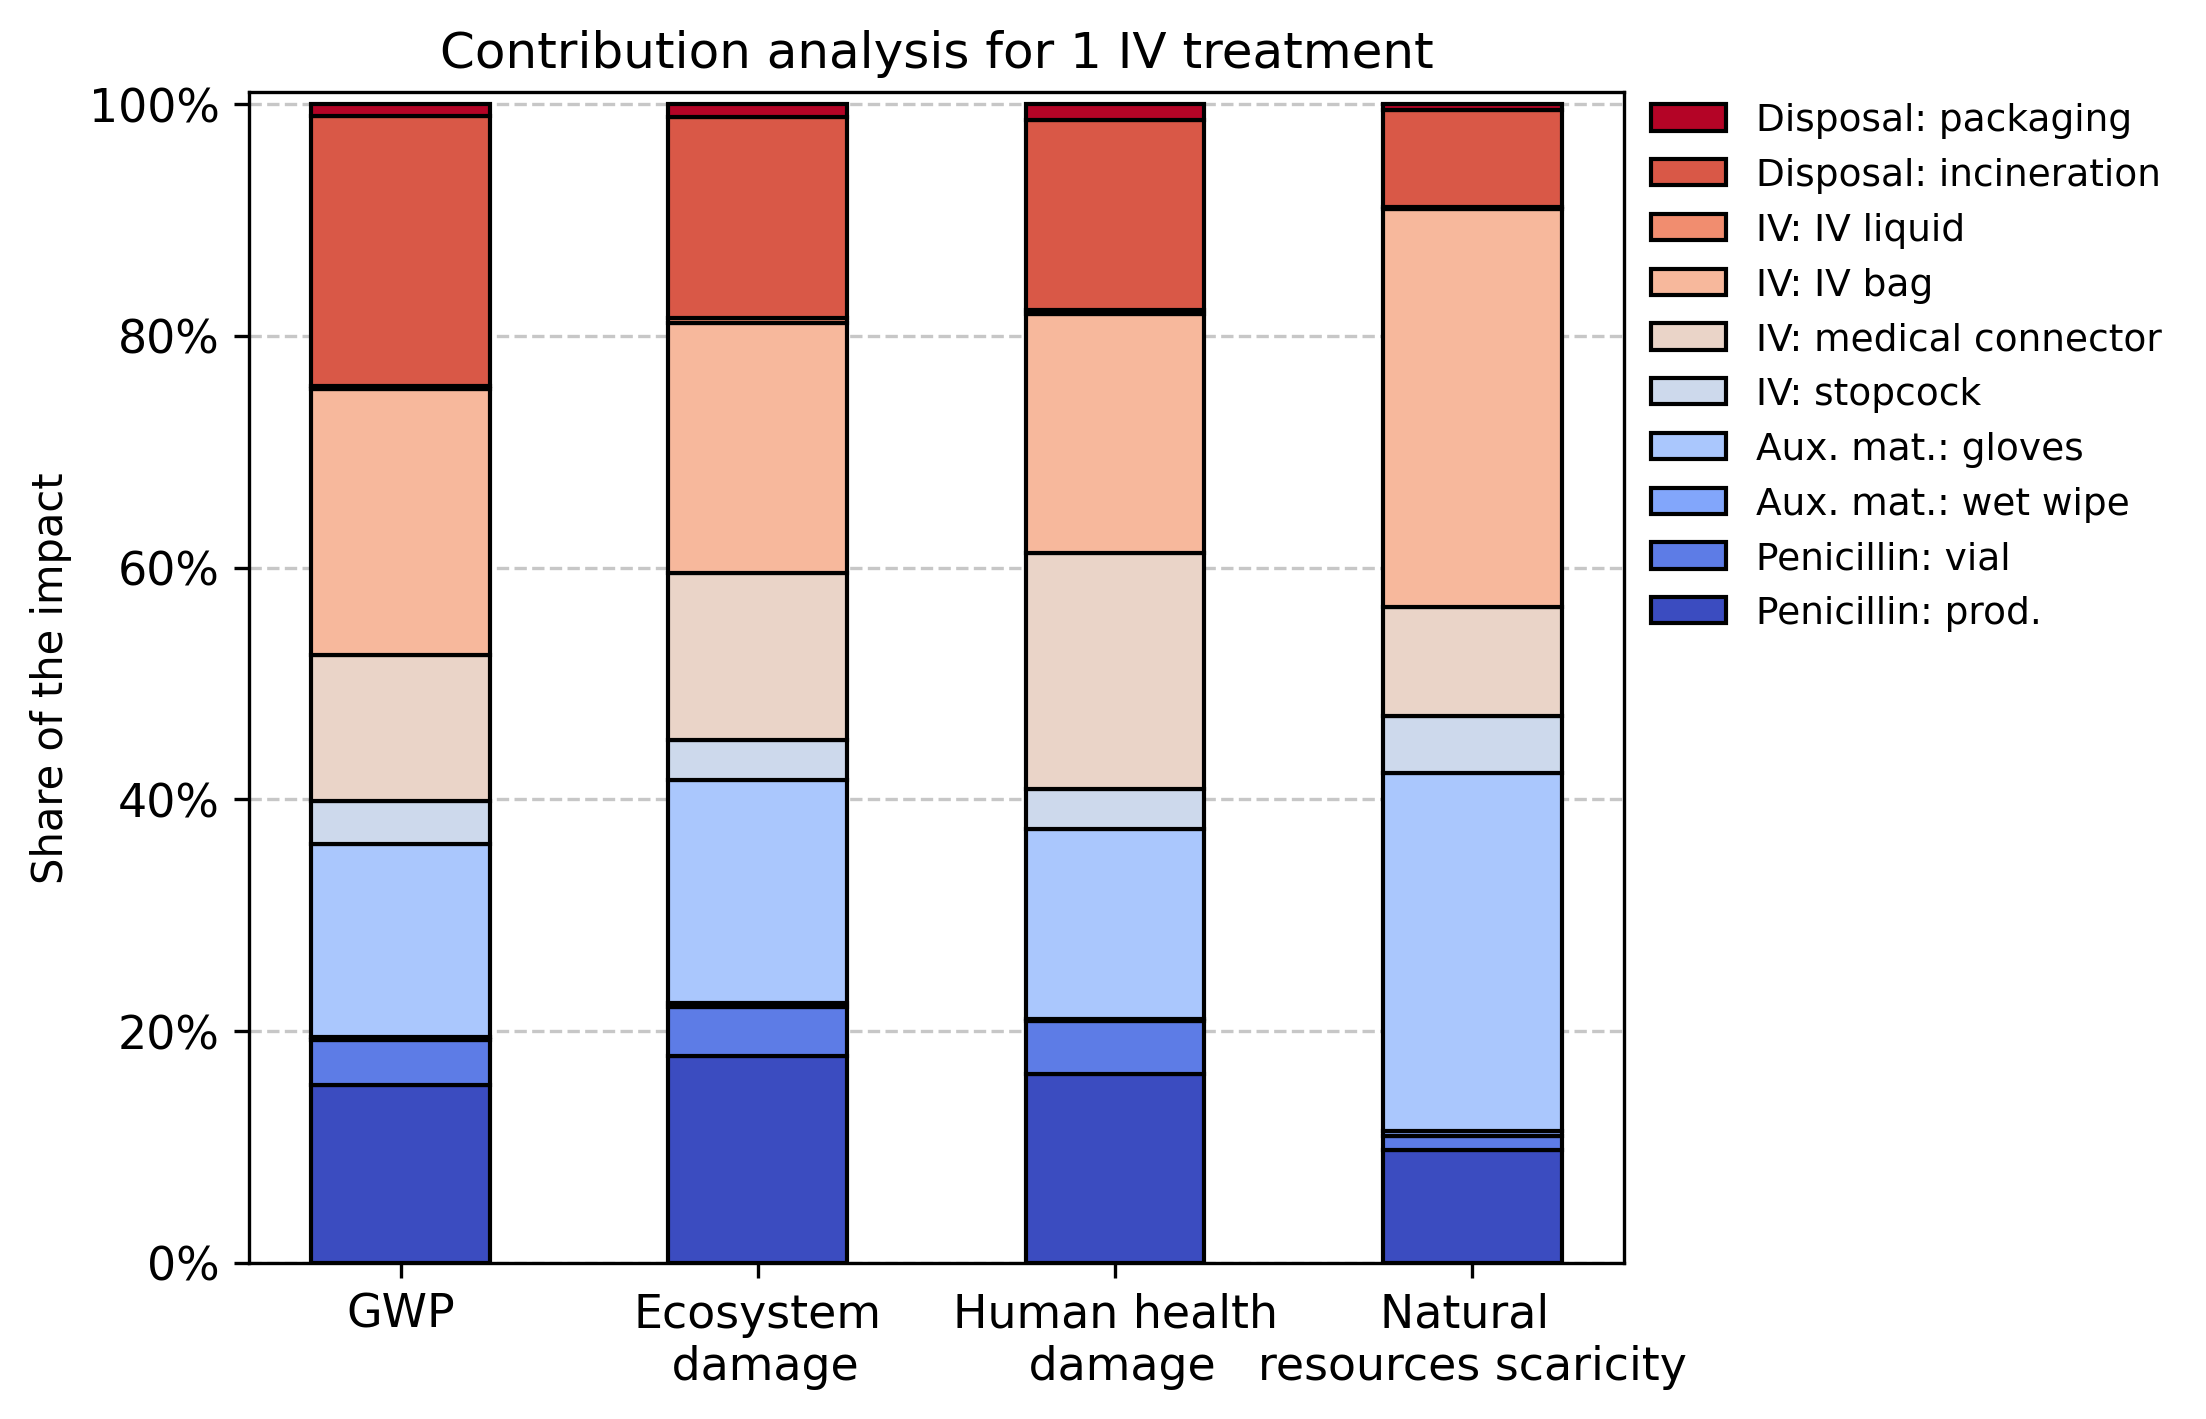 Contribution analysis for 1 IV treatment
Share of the impact
100%
80%
60%
40%
20%
0%
GWP
Ecosystem
damage
Human health
damage
Natural
resources scaricity
Disposal: packaging
Disposal: incineration
IV: IV liquid
IV: IV bag
IV: medical connector
IV: stopcock
Aux. mat.: gloves
Aux. mat.: wet wipe
Penicillin: vial
Penicillin: prod.